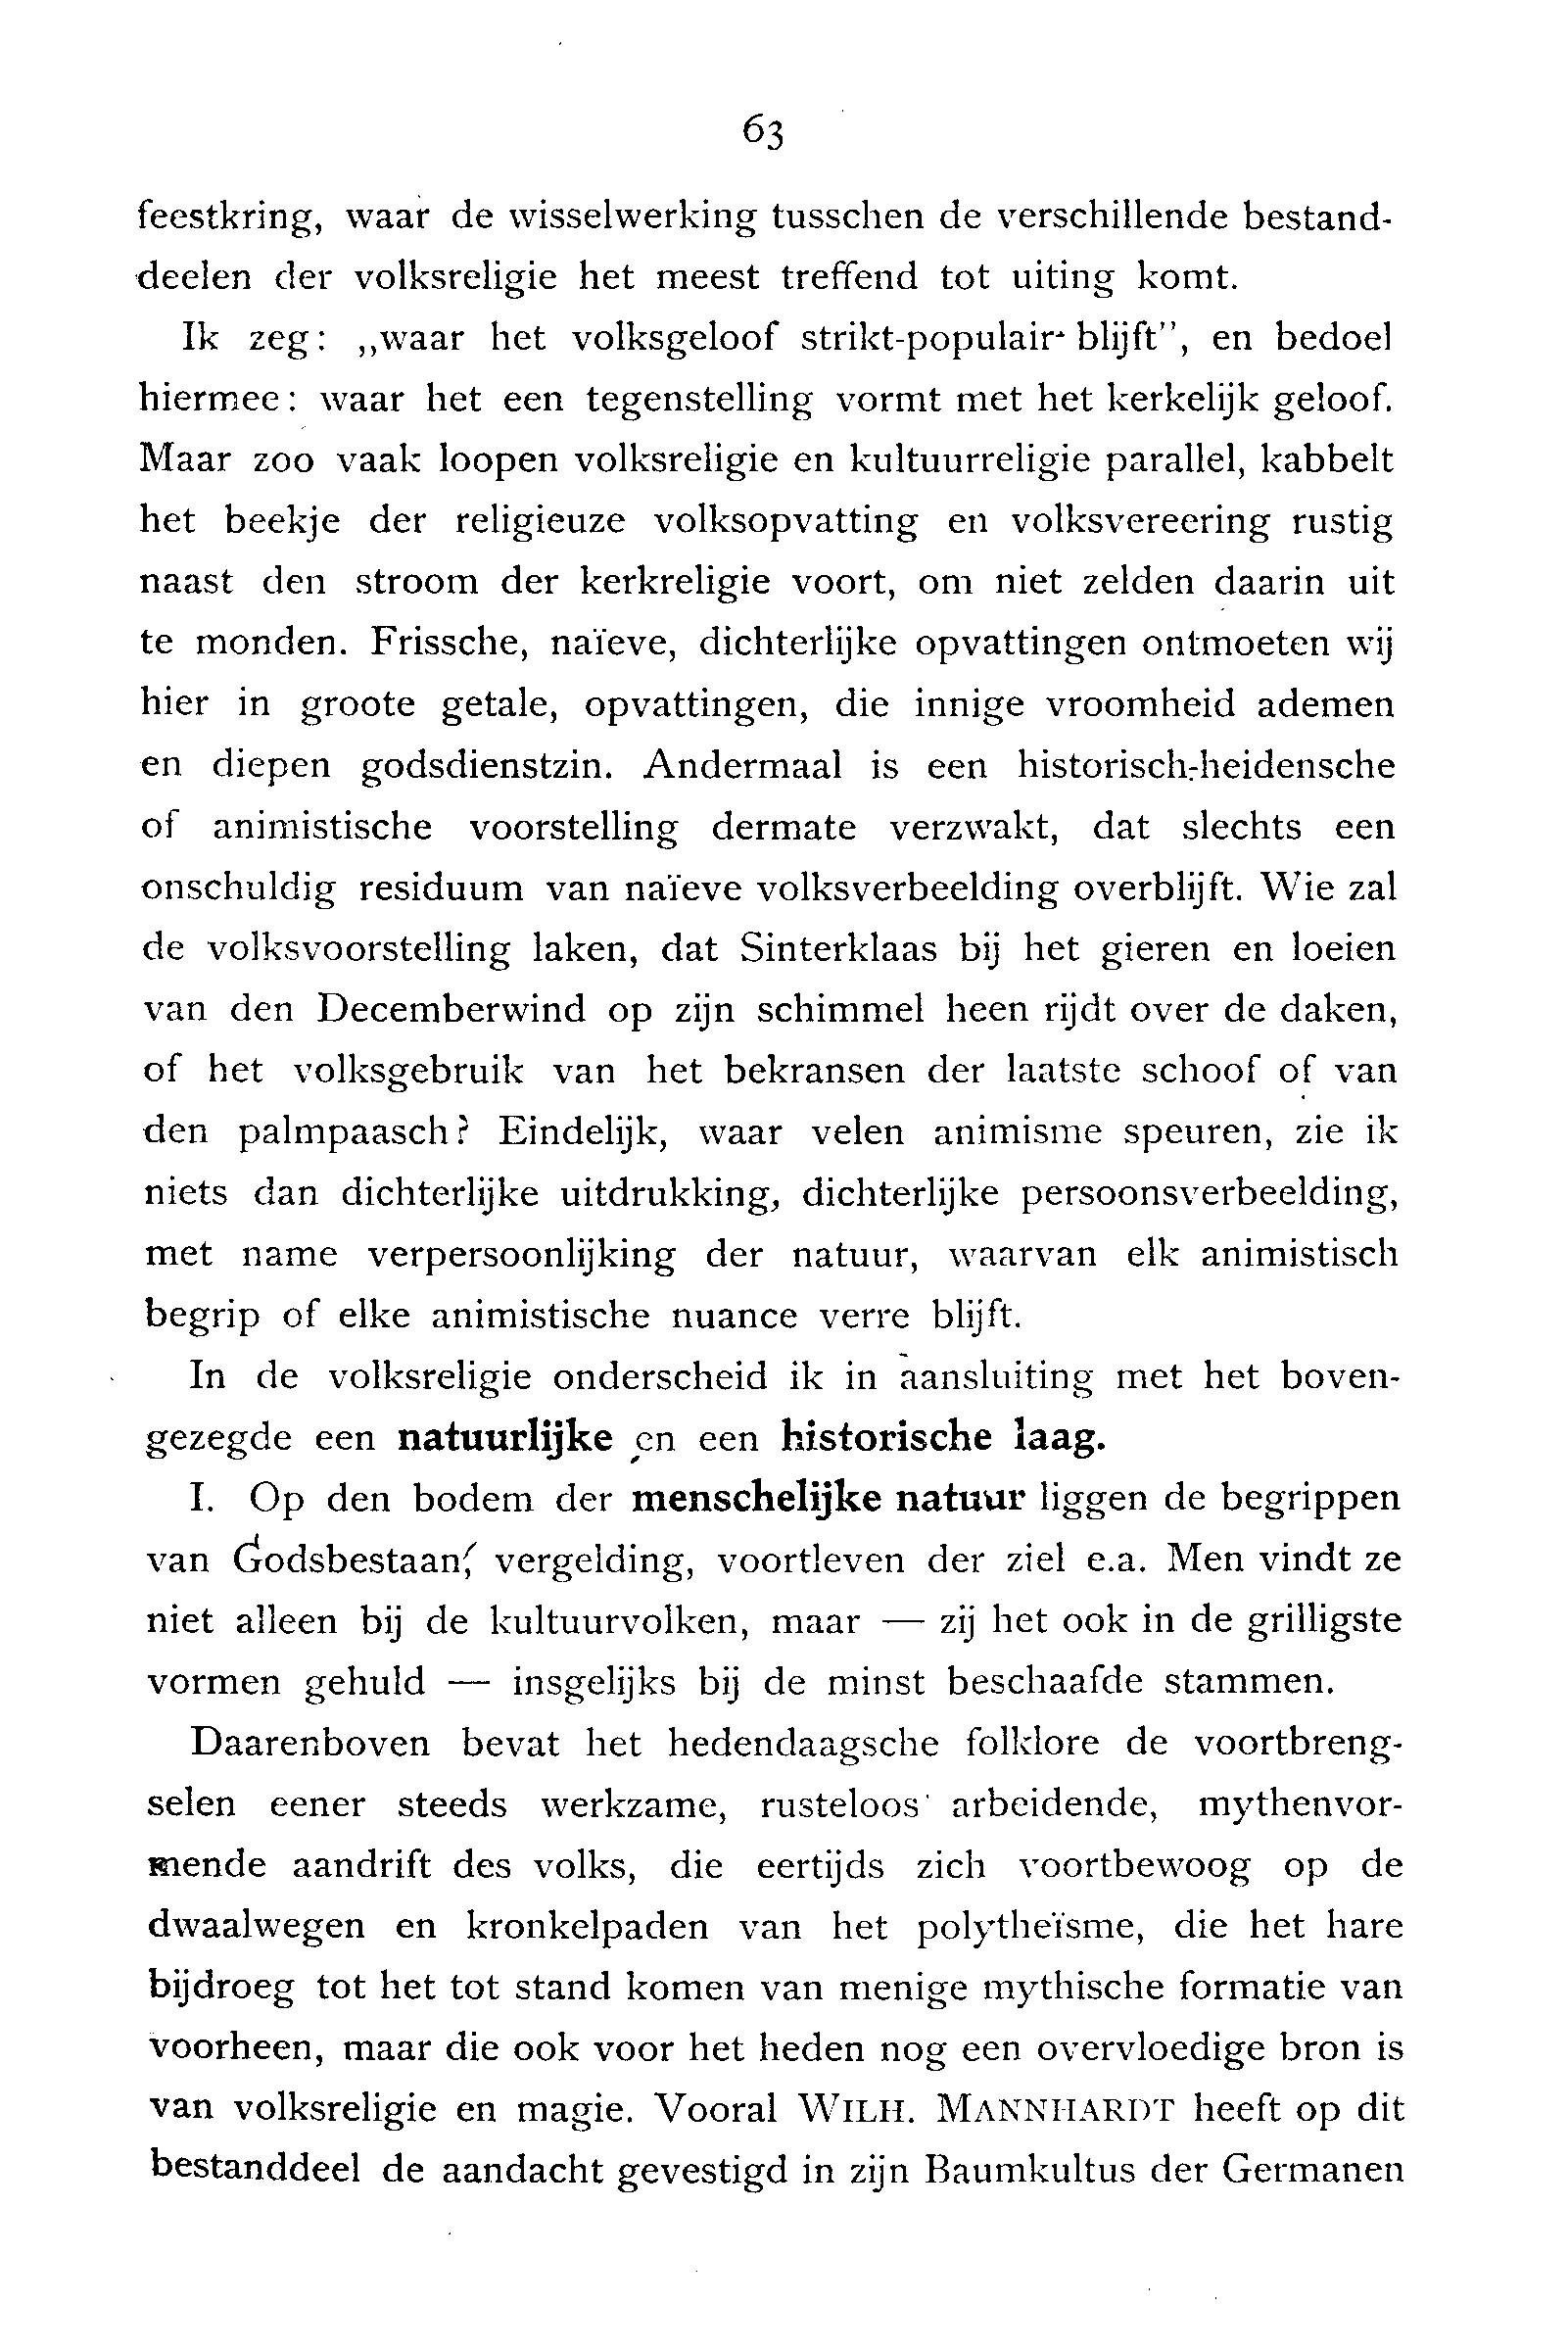 63
feestkring, waar de wisselwerking tusschen de verschillende bestand-
deelen der volksreligie het meest treffend tot uiting komt.
Ik zeg: „waar het volksgeloof strikt-populair blijft”, en bedoel
hiermee: waar het een tegenstelling vormt met het kerkelijk geloof.
Maar zoo vaak loopen volksreligie en kultuurreligie parallel, kabbelt
het beekje der religieuze volksopvatting en volksvereering rustig
naast den stroom der kerkreligie voort, om niet zelden daarin uit
te monden. Frissche, naïeve, dichterlijke opvattingen ontmoeten wij
hier in groote getale, opvattingen, die innige vroomheid ademen
en diepen godsdienstzin. Andermaal is een historisch-heidensche
of animistische voorstelling dermate verzwakt, dat slechts een
onschuldig residuum van naïeve volksverbeelding overblijft. Wie zal
de volksvoorstelling laken, dat Sinterklaas bij het gieren en loeien
van den Decemberwind op zijn schimmel heen rijdt over de daken,
of het volksgebruik van het bekransen der laatste schoof of van
den palmpaasch? Eindelijk, waar velen animisme speuren, zie ik
niets dan dichterlijke uitdrukking, dichterlijke persoonsverbeelding,
met name verpersoonlijking der natuur, waarvan elk animistisch
begrip of elke animistische nuance verre blijft.
In de volksreligie onderscheid ik in aansluiting met het boven-
gezegde een natuurlijke en een historische laag.
I. Op den bodem der menschelijke natuur liggen de begrippen
van Godsbestaan, vergelding, voortleven der ziel e.a. Men vindt ze
niet alleen bij de kultuurvolken, maar — zij het ook in de grilligste
vormen gehuld — insgelijks bij de minst beschaafde stammen.
Daarenboven bevat het hedendaagsche folklore de voortbreng-
selen eener steeds werkzame, rusteloos arbeidende, mythenvor-
mende aandrift des volks, die eertijds zich voortbewoog op de
dwaalwegen en kronkelpaden van het polytheïsme, die het hare
bijdroeg tot het tot stand komen van menige mythische formatie van
voorheen, maar die ook voor het heden nog een overvloedige bron is
van volksreligie en magie. Vooral WILH. MANNHARDT heeft op dit
bestanddeel de aandacht gevestigd in zijn Baumkultus der Germanen